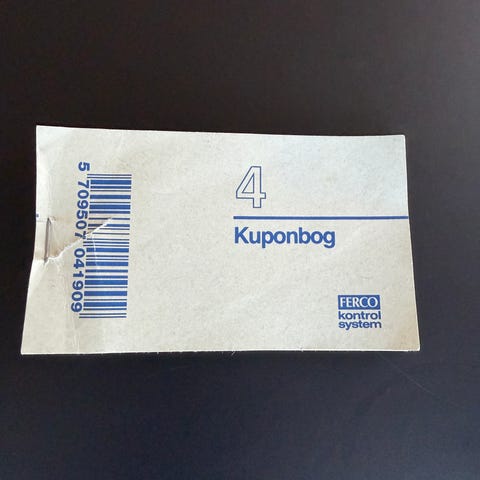 5 709507 041909
4
Kuponbog
FERCO
kontrol
system